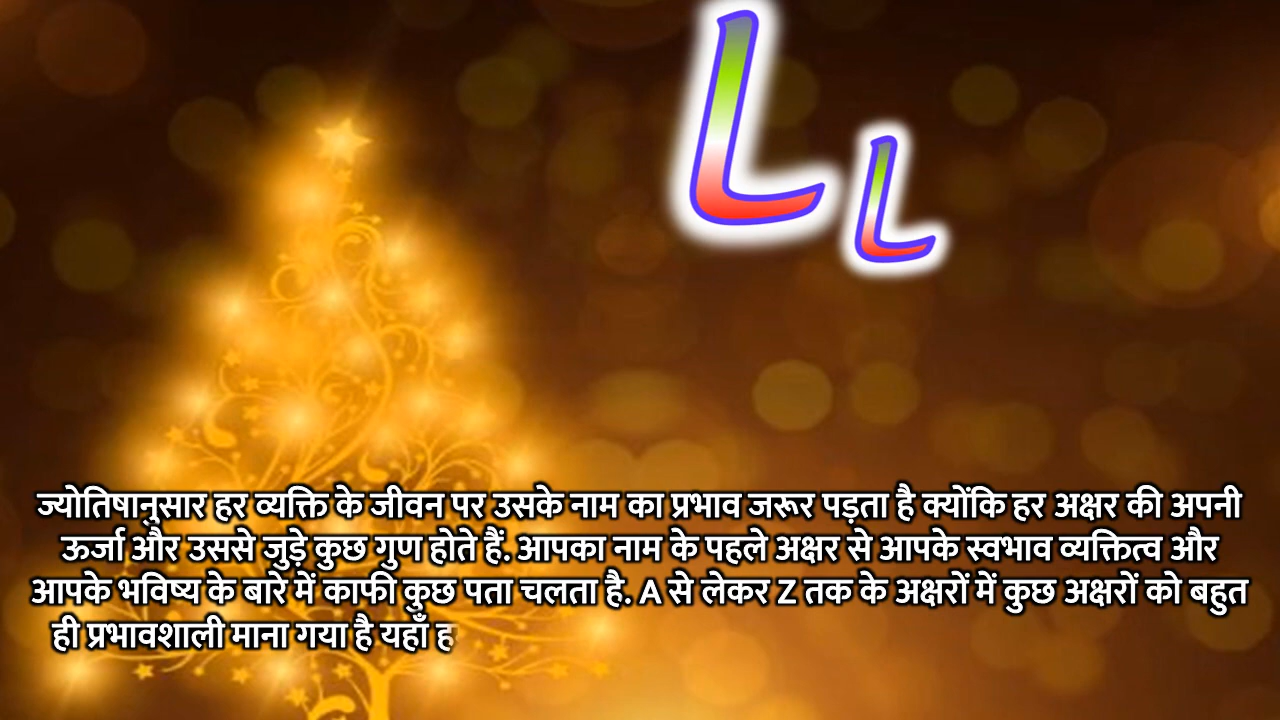 L
L
ज्योतिषानुसार हर व्यक्ति के जीवन पर उसके नाम का प्रभाव जरूर पड़ता है क्योंकि हर अक्षर की अपनी
ऊर्जा और उससे जुड़े कुछ गुण होते हैं. आपका नाम के पहले अक्षर से आपके स्वभाव व्यक्तित्व और
आपके भविष्य के बारे में काफी कुछ पता चलता है. A से लेकर Z तक के अक्षरों में कुछ अक्षरों को बहुत
ही प्रभावशाली माना गया है यहाँ ह